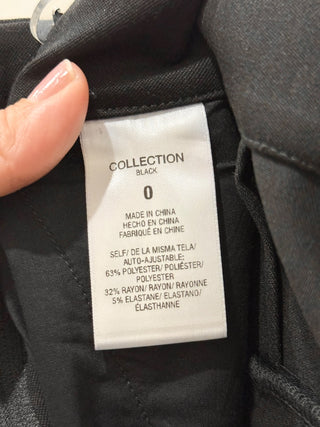 COLLECTION
BLACK
0
MADE IN CHINA
HECHO EN CHINA
FABRIQUÉ EN CHINE
SELF/ DE LA MISMA TELA/
AUTO-AJUSTABLE;
63% POLYESTER/ POLIÉSTER/
POLYESTER
32% RAYON/ RAYON/ RAYONNE
5% ELASTANE/ ELASTANO/
ÉLASTHANNE